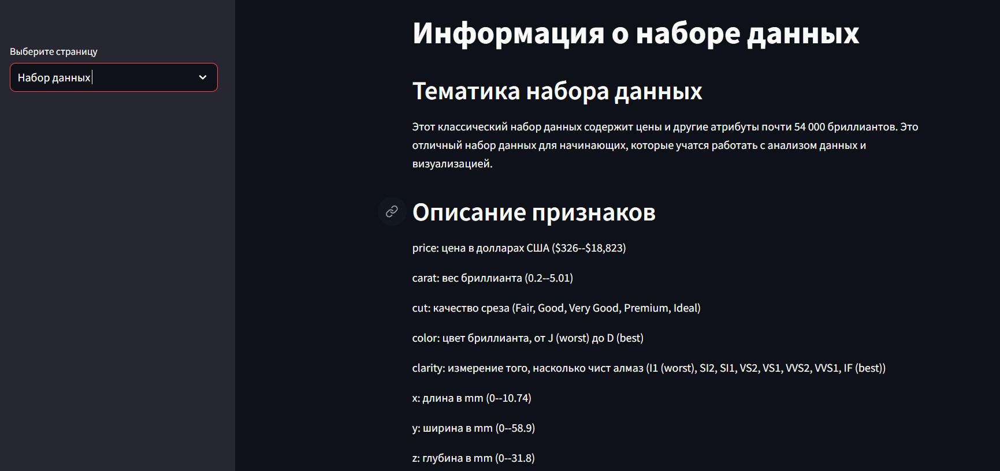 Выберите страницу
Набор данных
Информация о наборе данных
Тематика набора данных
Этот классический набор данных содержит цены и другие атрибуты почти 54 000 бриллиантов. Это
отличный набор данных для начинающих, которые учатся работать с анализом данных и
визуализацией.
Описание признаков
price: цена в долларах США ($326--$18,823)
carat: вес бриллианта (0.2--5.01)
cut: качество среза (Fair, Good, Very Good, Premium, Ideal)
color: цвет бриллианта, от J (worst) до D (best)
clarity: измерение того, насколько чист алмаз (I1 (worst), SI2, SI1, VS2, VS1, VVS2, VVS1, IF (best))
x: длина в mm (0--10.74)
y: ширина в mm (0--58.9)
z: глубина в mm (0--31.8)